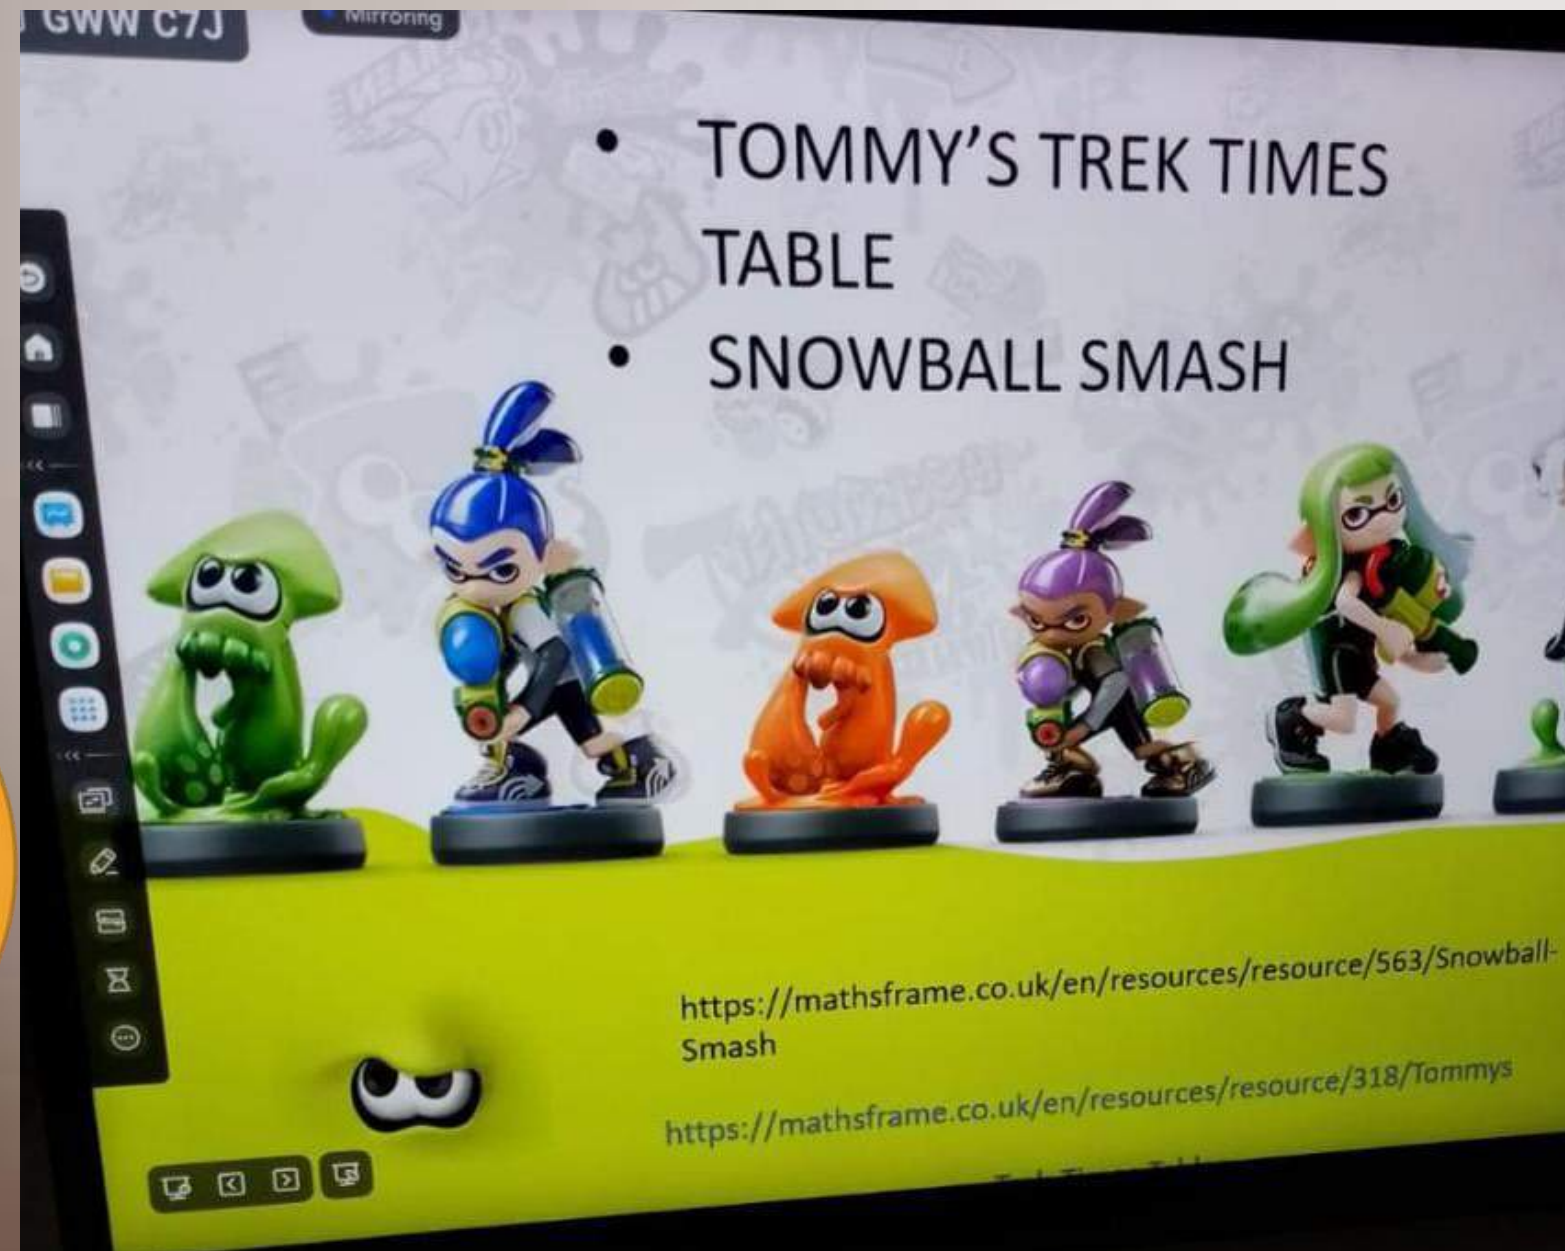 GWW C7J
Mirroring
• TOMMY'S TREK TIMES
TABLE
• SNOWBALL SMASH
https://mathsframe.co.uk/en/resources/resource/563/Snowball-
Smash
https://mathsframe.co.uk/en/resources/resource/318/Tommys